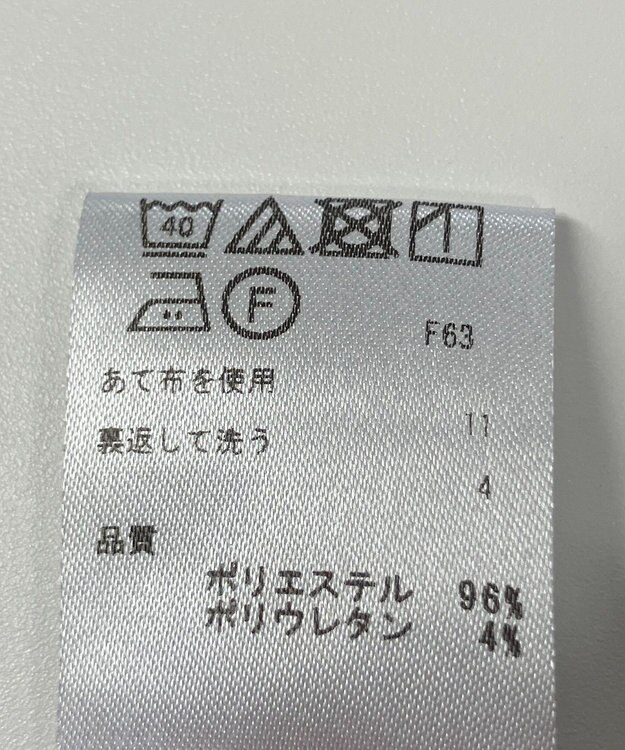 40
F
F63
あて布を使用
11
裏返して洗う
4
品質
ポリエステル 96%
ポリウレタン 4%